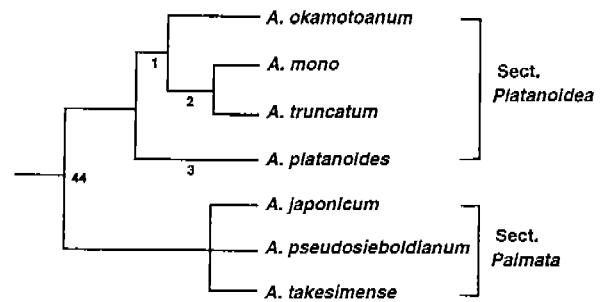 A. okamotoanum
1
A. mono
Sect.
Platanoidea
2
A. truncatum
3
A. platanoides
44
A. japonicum
A. pseudosieboldianum
Sect.
Palmata
A. takesimense